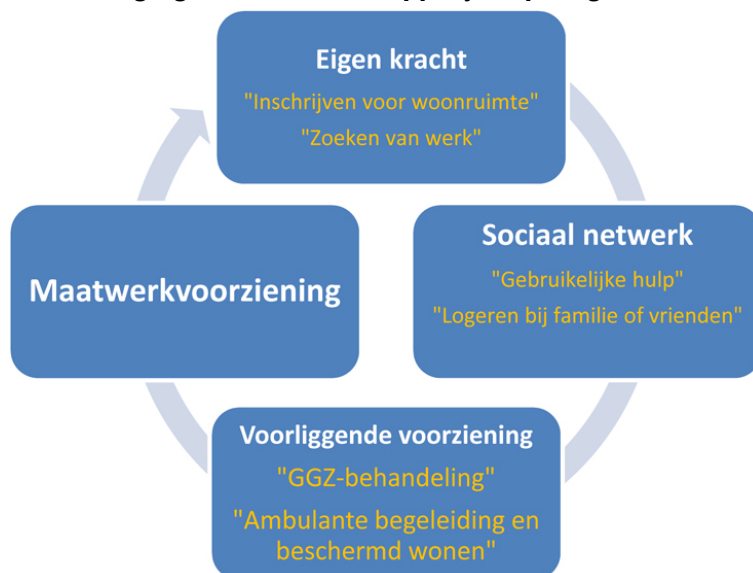 Eigen kracht
"Inschrijven voor woonruimte"
"Zoeken van werk"
Sociaal netwerk
"Gebruikelijke hulp"
"Logeren bij familie of vrienden"
Voorliggende voorziening
"GGZ-behandeling"
"Ambulante begeleiding en
beschermd wonen"
Maatwerkvoorziening